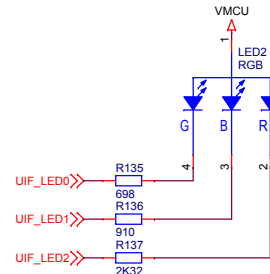 VMCU
1
LED2
RGB
G B R
4 3 2
UIF_LED0
R135
698
UIF_LED1
R136
910
UIF_LED2
R137
2K32